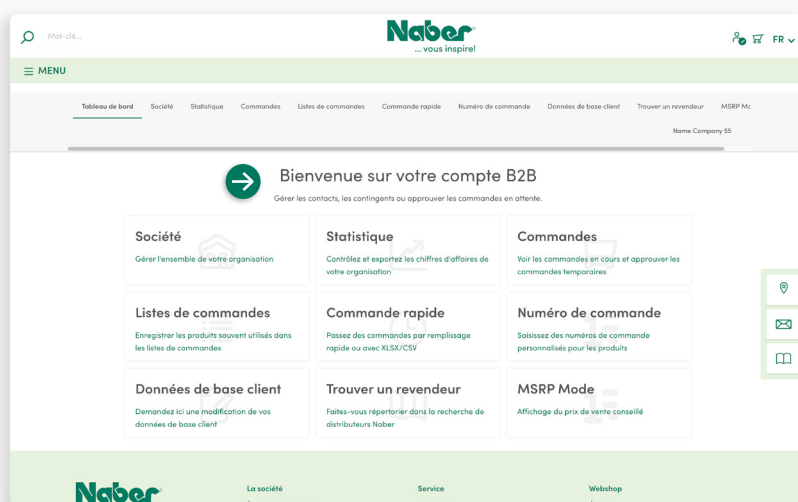 Mot-clé...
Naber
... vous inspire!
FR
MENU
Tableau de bord Société Statistique Commandes Listes de commandes Commande rapide Numéro de commande Données de base client Trouver un revendeur MSRP Mo
Name Company 55
Bienvenue sur votre compte B2B
Gérer les contacts, les contingents ou approuver les commandes en attente.
Société Statistique Commandes
Gérer l'ensemble de votre organisation Contrôlez et exportez les chiffres d'affaires de Voir les commandes en cours et approuver les
votre organisation commandes temporaires
Listes de commandes Commande rapide Numéro de commande
Enregistrer les produits souvent utilisés dans Passez des commandes par remplissage Saisissez des numéros de commande
les listes de commandes rapide ou avec XLSX/CSV personnalisés pour les produits
Données de base client Trouver un revendeur MSRP Mode
Demandez ici une modification de vos Faites-vous répertorier dans la recherche de Affichage du prix de vente conseillé
données de base client distributeurs Naber
Naber La société Service Webshop